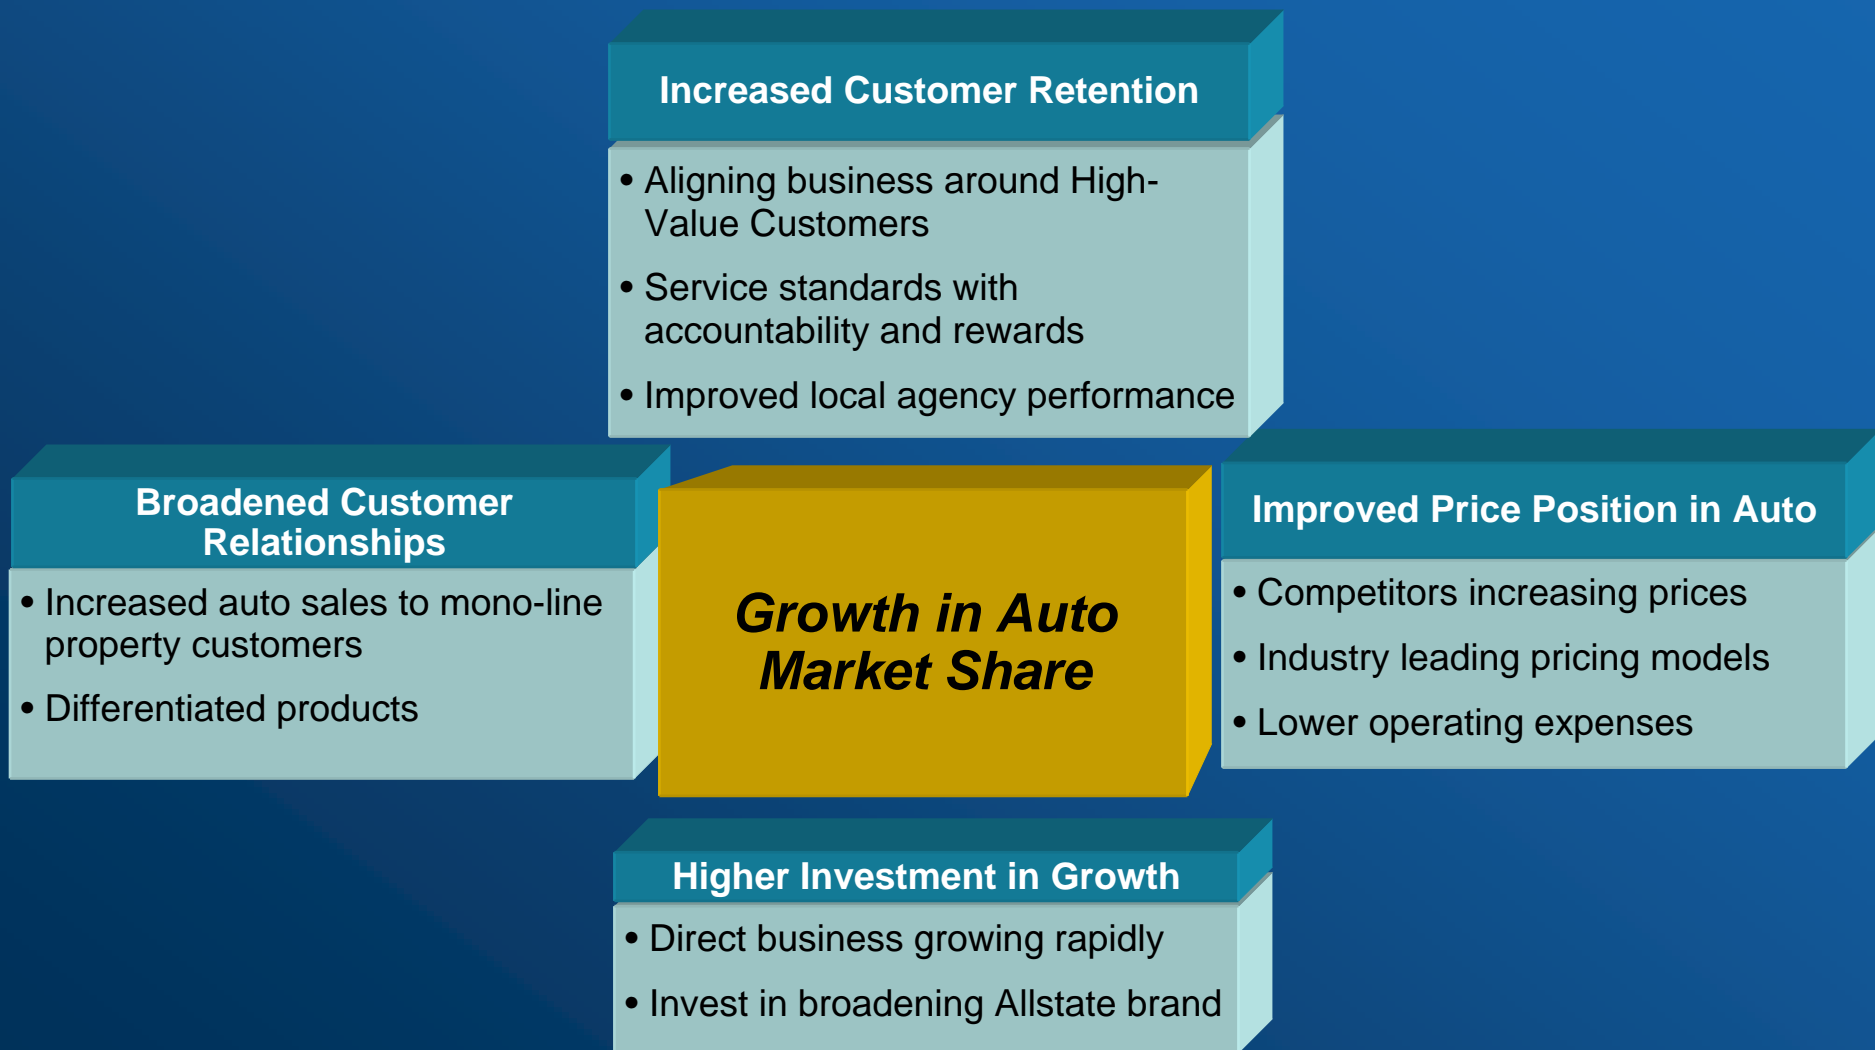 Increased Customer Retention
• Aligning business around High-
Value Customers
• Service standards with
accountability and rewards
• Improved local agency performance
Broadened Customer
Relationships
• Increased auto sales to mono-line
property customers
• Differentiated products
Growth in Auto
Market Share
Improved Price Position in Auto
• Competitors increasing prices
• Industry leading pricing models
• Lower operating expenses
Higher Investment in Growth
• Direct business growing rapidly
• Invest in broadening Allstate brand